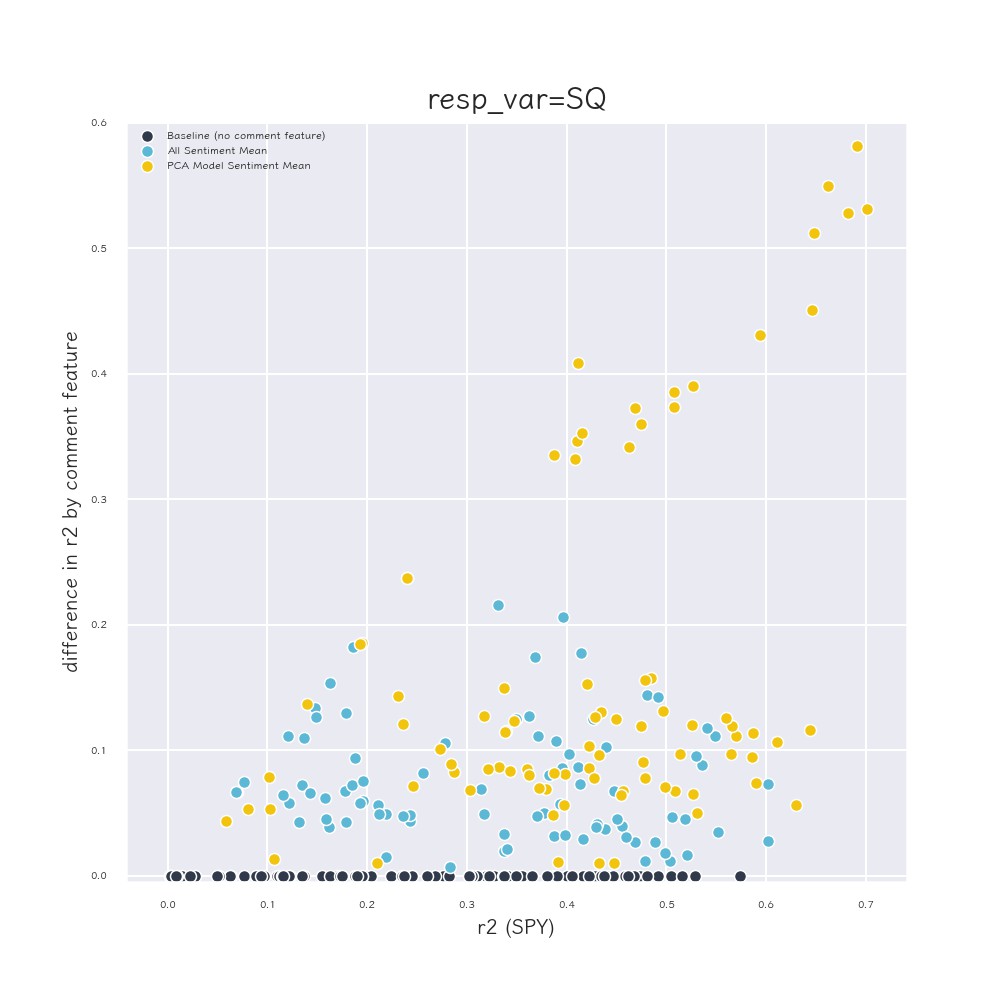 resp_var=SQ
0.6
Baseline (no comment feature)
All Sentiment Mean
PCA Model Sentiment Mean
0.5
0.4
0.3
0.2
0.1
0.0
difference in r2 by comment feature
0.0 0.1 0.2 0.3 0.4 0.5 0.6 0.7
r2 (SPY)